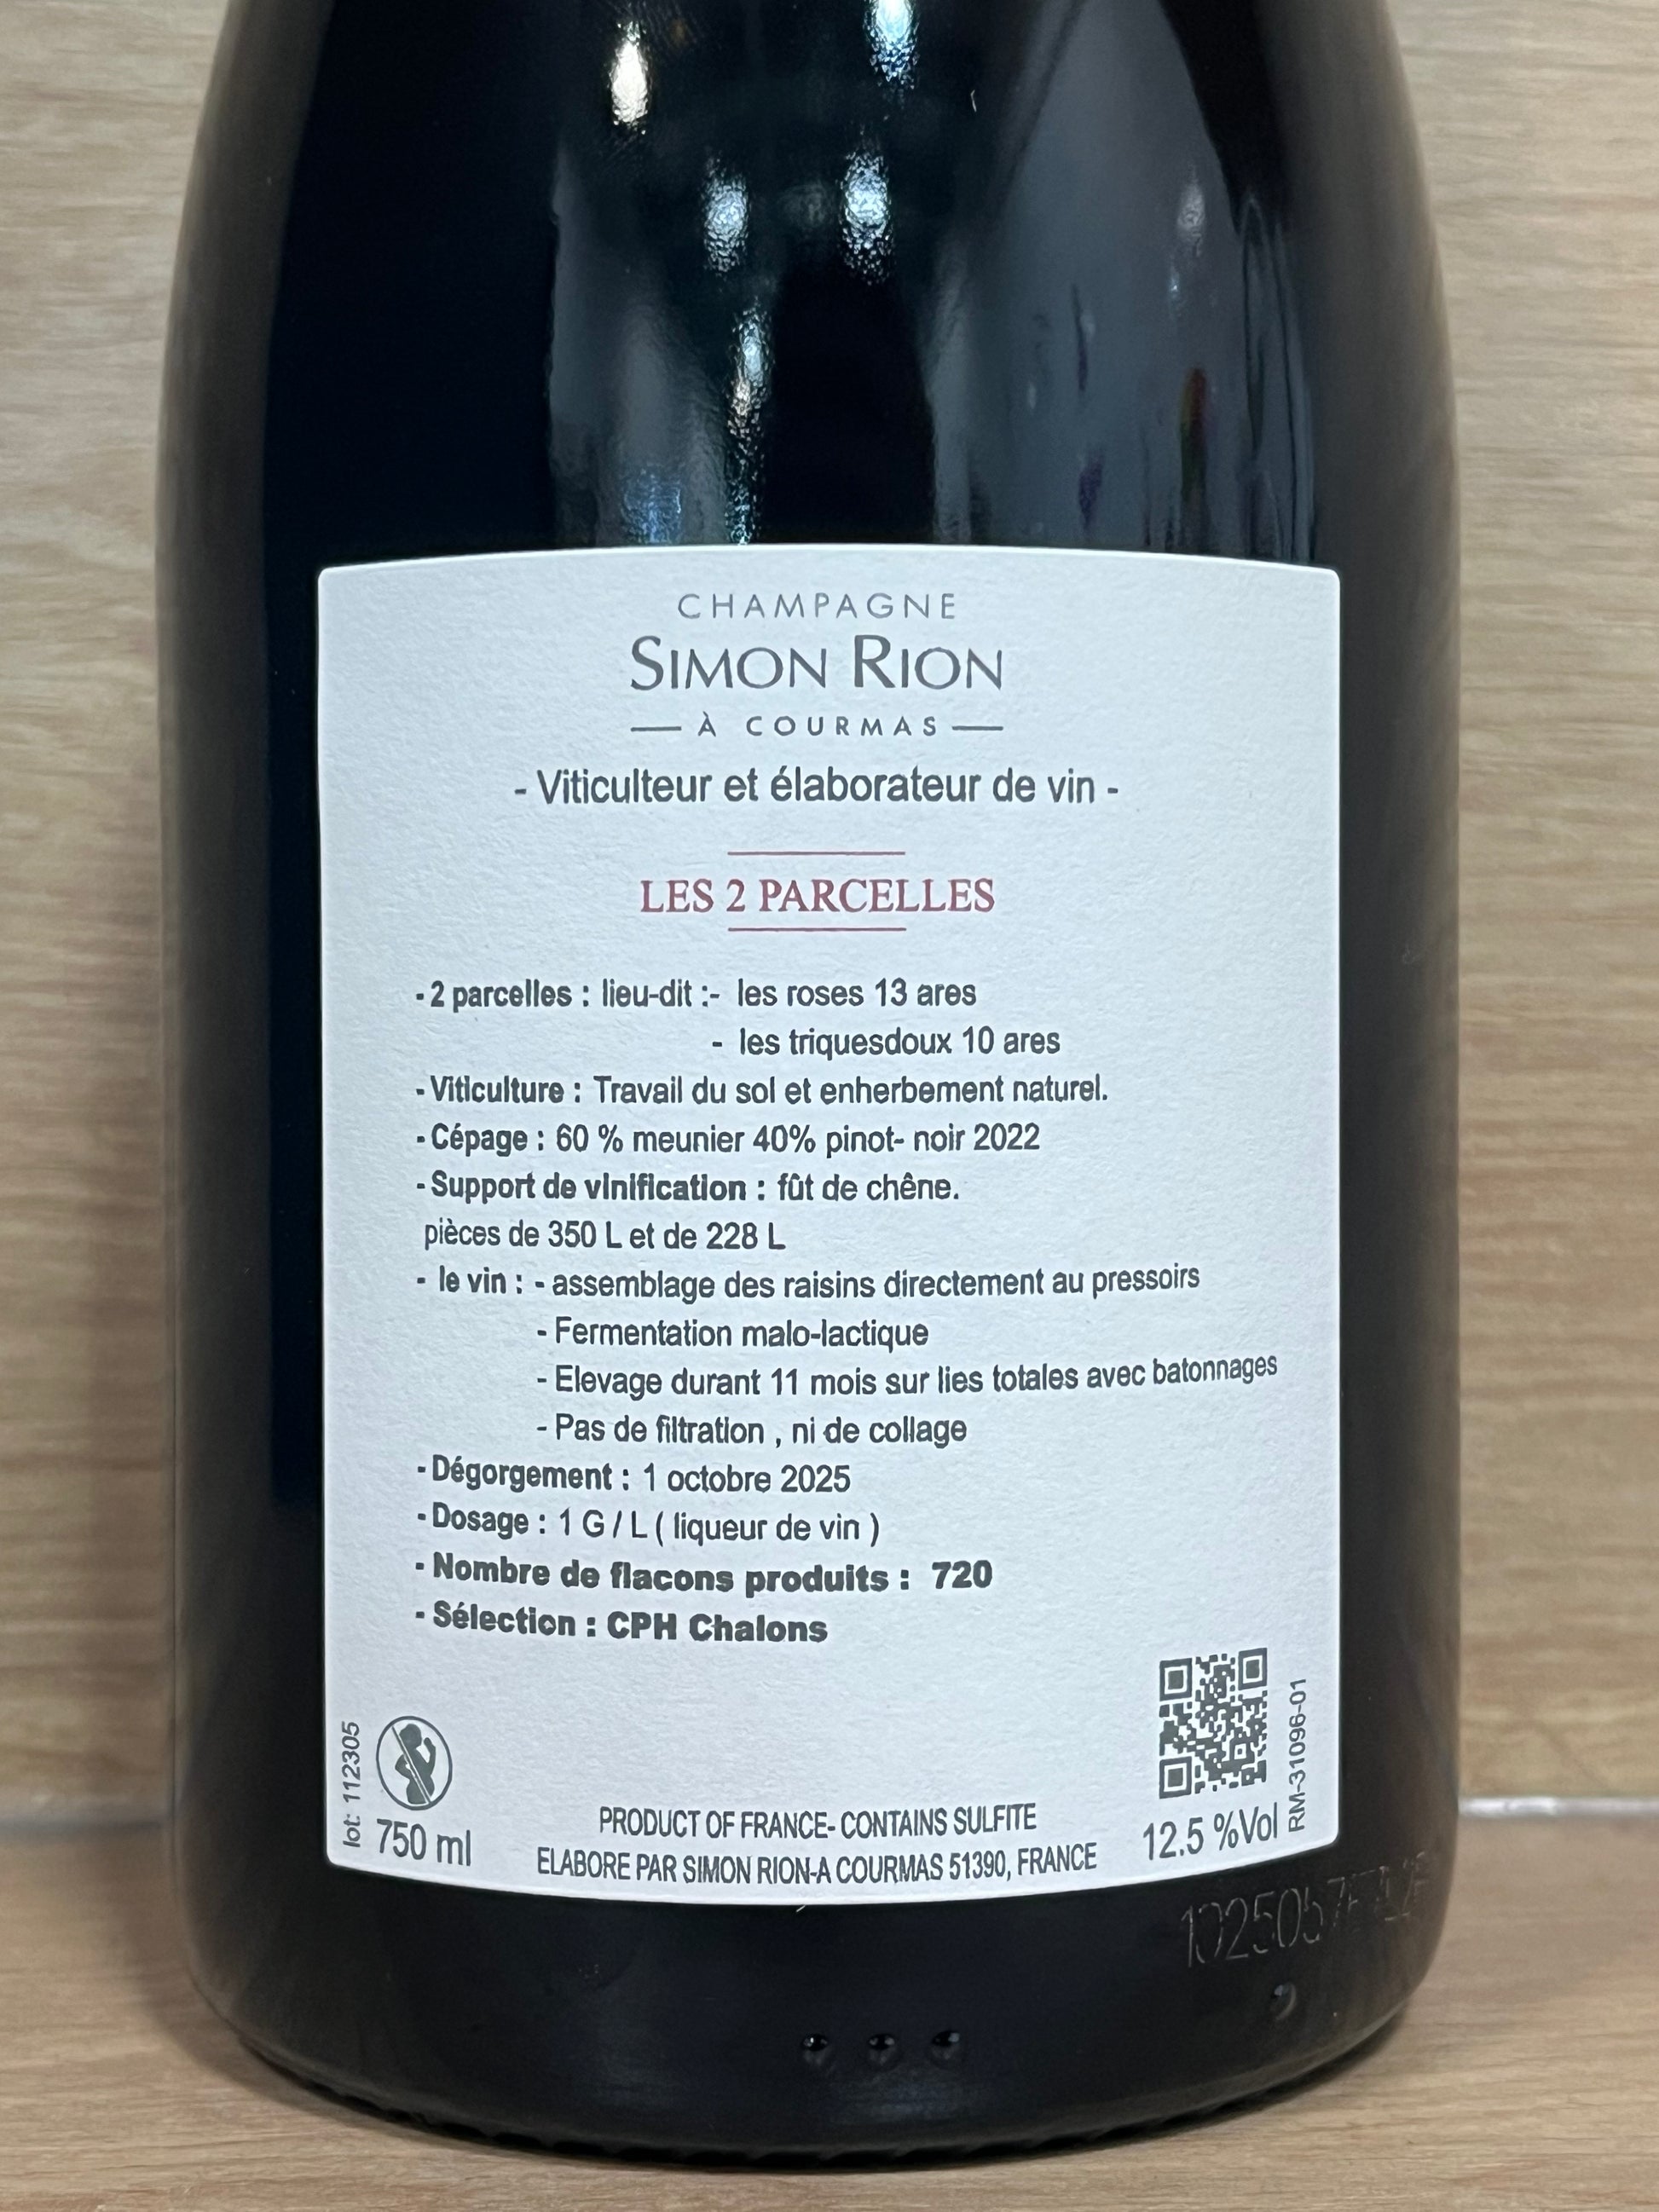 CHAMPAGNE
SIMON RION
À COURMAS
- Viticulteur et élaborateur de vin -
LES 2 PARCELLES
- 2 parcelles : lieu-dit :- les roses 13 ares
- les triquesdoux 10 ares
- Viticulture : Travail du sol et enherbement naturel.
- Cépage : 60 % meunier 40% pinot- noir 2022
- Support de vinification : fût de chêne.
pièces de 350 L et de 228 L
- le vin : - assemblage des raisins directement au pressoirs
- Fermentation malo-lactique
- Elevage durant 11 mois sur lies totales avec batonnages
- Pas de filtration , ni de collage
- Dégorgement : 1 octobre 2025
- Dosage : 1 G / L ( liqueur de vin )
- Nombre de flacons produits : 720
- Sélection : CPH Chalons
lot: 112305
750 ml
PRODUCT OF FRANCE- CONTAINS SULFITE
ELABORE PAR SIMON RION-A COURMAS 51390, FRANCE
12.5 %Vol
RM-31096-01